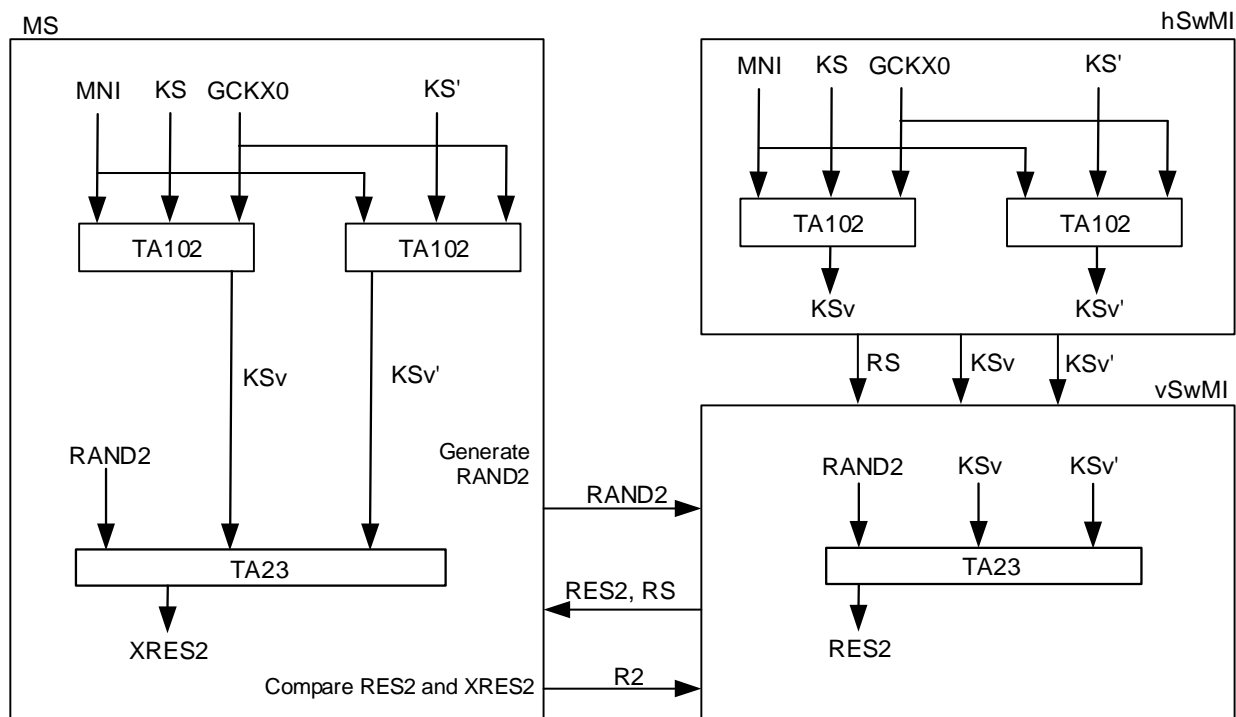 MS
MNI KS GCKX0 KS'
TA102 TA102
KSv KSv'
RAND2
Generate
RAND2
TA23
XRES2
Compare RES2 and XRES2
RAND2
RES2, RS
R2
hSwMI
MNI KS GCKX0 KS'
TA102 TA102
KSv KSv'
RS KSv KSv'
vSwMI
RAND2 KSv KSv'
TA23
RES2